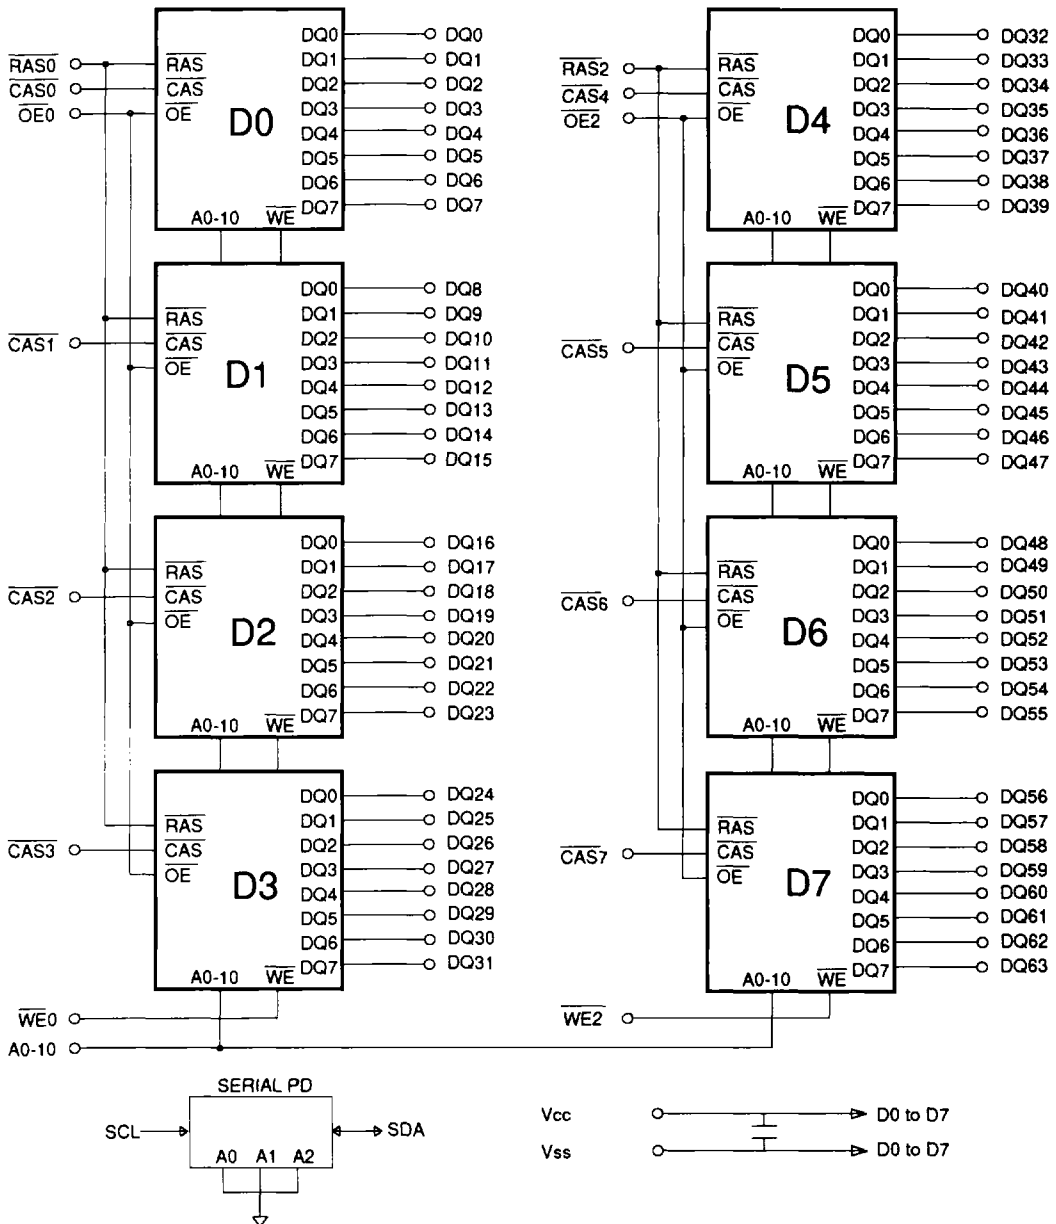 RAS0
CAS0
OE0
RAS
CAS
OE
D0
A0-10 WE
DQ0 DQ0
DQ1 DQ1
DQ2 DQ2
DQ3 DQ3
DQ4 DQ4
DQ5 DQ5
DQ6 DQ6
DQ7 DQ7
CAS1
RAS
CAS
OE
D1
A0-10 WE
DQ0 DQ8
DQ1 DQ9
DQ2 DQ10
DQ3 DQ11
DQ4 DQ12
DQ5 DQ13
DQ6 DQ14
DQ7 DQ15
CAS2
RAS
CAS
OE
D2
A0-10 WE
DQ0 DQ16
DQ1 DQ17
DQ2 DQ18
DQ3 DQ19
DQ4 DQ20
DQ5 DQ21
DQ6 DQ22
DQ7 DQ23
CAS3
RAS
CAS
OE
D3
A0-10 WE
DQ0 DQ24
DQ1 DQ25
DQ2 DQ26
DQ3 DQ27
DQ4 DQ28
DQ5 DQ29
DQ6 DQ30
DQ7 DQ31
WE0
A0-10
RAS2
CAS4
OE2
RAS
CAS
OE
D4
A0-10 WE
DQ0 DQ32
DQ1 DQ33
DQ2 DQ34
DQ3 DQ35
DQ4 DQ36
DQ5 DQ37
DQ6 DQ38
DQ7 DQ39
CAS5
RAS
CAS
OE
D5
A0-10 WE
DQ0 DQ40
DQ1 DQ41
DQ2 DQ42
DQ3 DQ43
DQ4 DQ44
DQ5 DQ45
DQ6 DQ46
DQ7 DQ47
CAS6
RAS
CAS
OE
D6
A0-10 WE
DQ0 DQ48
DQ1 DQ49
DQ2 DQ50
DQ3 DQ51
DQ4 DQ52
DQ5 DQ53
DQ6 DQ54
DQ7 DQ55
CAS7
RAS
CAS
OE
D7
A0-10 WE
DQ0 DQ56
DQ1 DQ57
DQ2 DQ58
DQ3 DQ59
DQ4 DQ60
DQ5 DQ61
DQ6 DQ62
DQ7 DQ63
WE2
SERIAL PD
SCL SDA
A0 A1 A2
Vcc D0 to D7
Vss D0 to D7